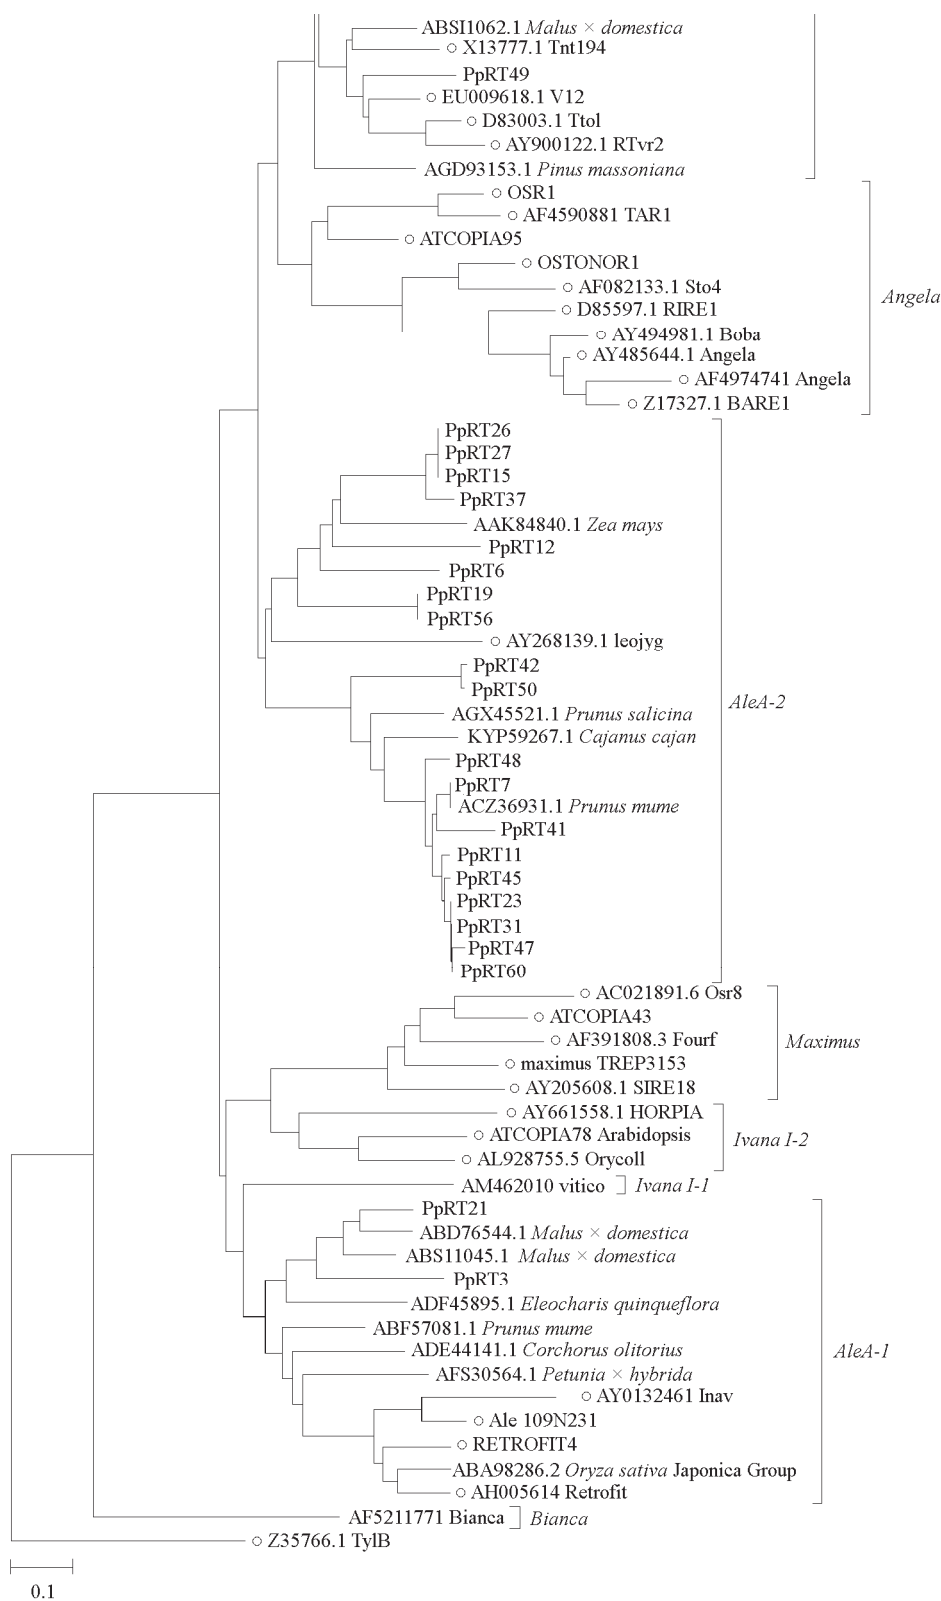 ABSI1062.1 Malus × domestica
X13777.1 Tnt194
PpRT49
EU009618.1 V12
D83003.1 Ttol
AY900122.1 RTvr2
AGD93153.1 Pinus massoniana
OSR1
AF4590881 TAR1
ATCOPIA95
OSTONOR1
AF082133.1 Sto4
Angela
D85597.1 RIRE1
AY494981.1 Boba
AY485644.1 Angela
AF4974741 Angela
Z17327.1 BARE1
PpRT26
PpRT27
PpRT15
PpRT37
AAK84840.1 Zea mays
PpRT12
PpRT6
PpRT19
PpRT56
AY268139.1 leojyg
PpRT42
PpRT50
AleA-2
AGX45521.1 Prunus salicina
KYP59267.1 Cajanus cajan
PpRT48
PpRT7
ACZ36931.1 Prunus mume
PpRT41
PpRT11
PpRT45
PpRT23
PpRT31
PpRT47
PpRT60
AC021891.6 Osr8
ATCOPIA43
AF391808.3 Fourf
Maximus
maximus TREP3153
AY205608.1 SIRE18
AY661558.1 HORPIA
ATCOPIA78 Arabidopsis
Ivana I-2
AL928755.5 Orycoll
AM462010 vitico
Ivana I-1
PpRT21
ABD76544.1 Malus × domestica
ABS11045.1 Malus × domestica
PpRT3
ADF45895.1 Eleocharis quinqueflora
ABF57081.1 Prunus mume
ADE44141.1 Corchorus olitorius
AleA-1
AFS30564.1 Petunia × hybrida
AY0132461 Inav
Ale 109N231
RETROFIT4
ABA98286.2 Oryza sativa Japonica Group
AH005614 Retrofit
AF5211771 Bianca
Bianca
Z35766.1 TylB
0.1